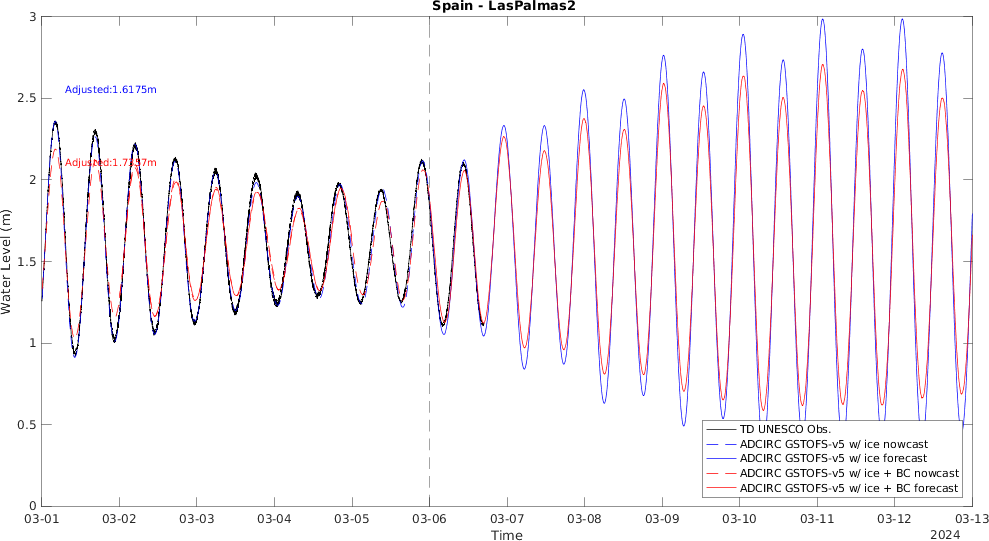 Spain - LasPalmas2
3
2.5
2
1.5
1
0.5
0
Water Level (m)
Adjusted:1.6175m
Adjusted:1.7357m
TD UNESCO Obs.
ADCIRC GSTOFS-v5 w/ ice nowcast
ADCIRC GSTOFS-v5 w/ ice forecast
ADCIRC GSTOFS-v5 w/ ice + BC nowcast
ADCIRC GSTOFS-v5 w/ ice + BC forecast
03-01 03-02 03-03 03-04 03-05 03-06 03-07 03-08 03-09 03-10 03-11 03-12 03-13
Time
2024